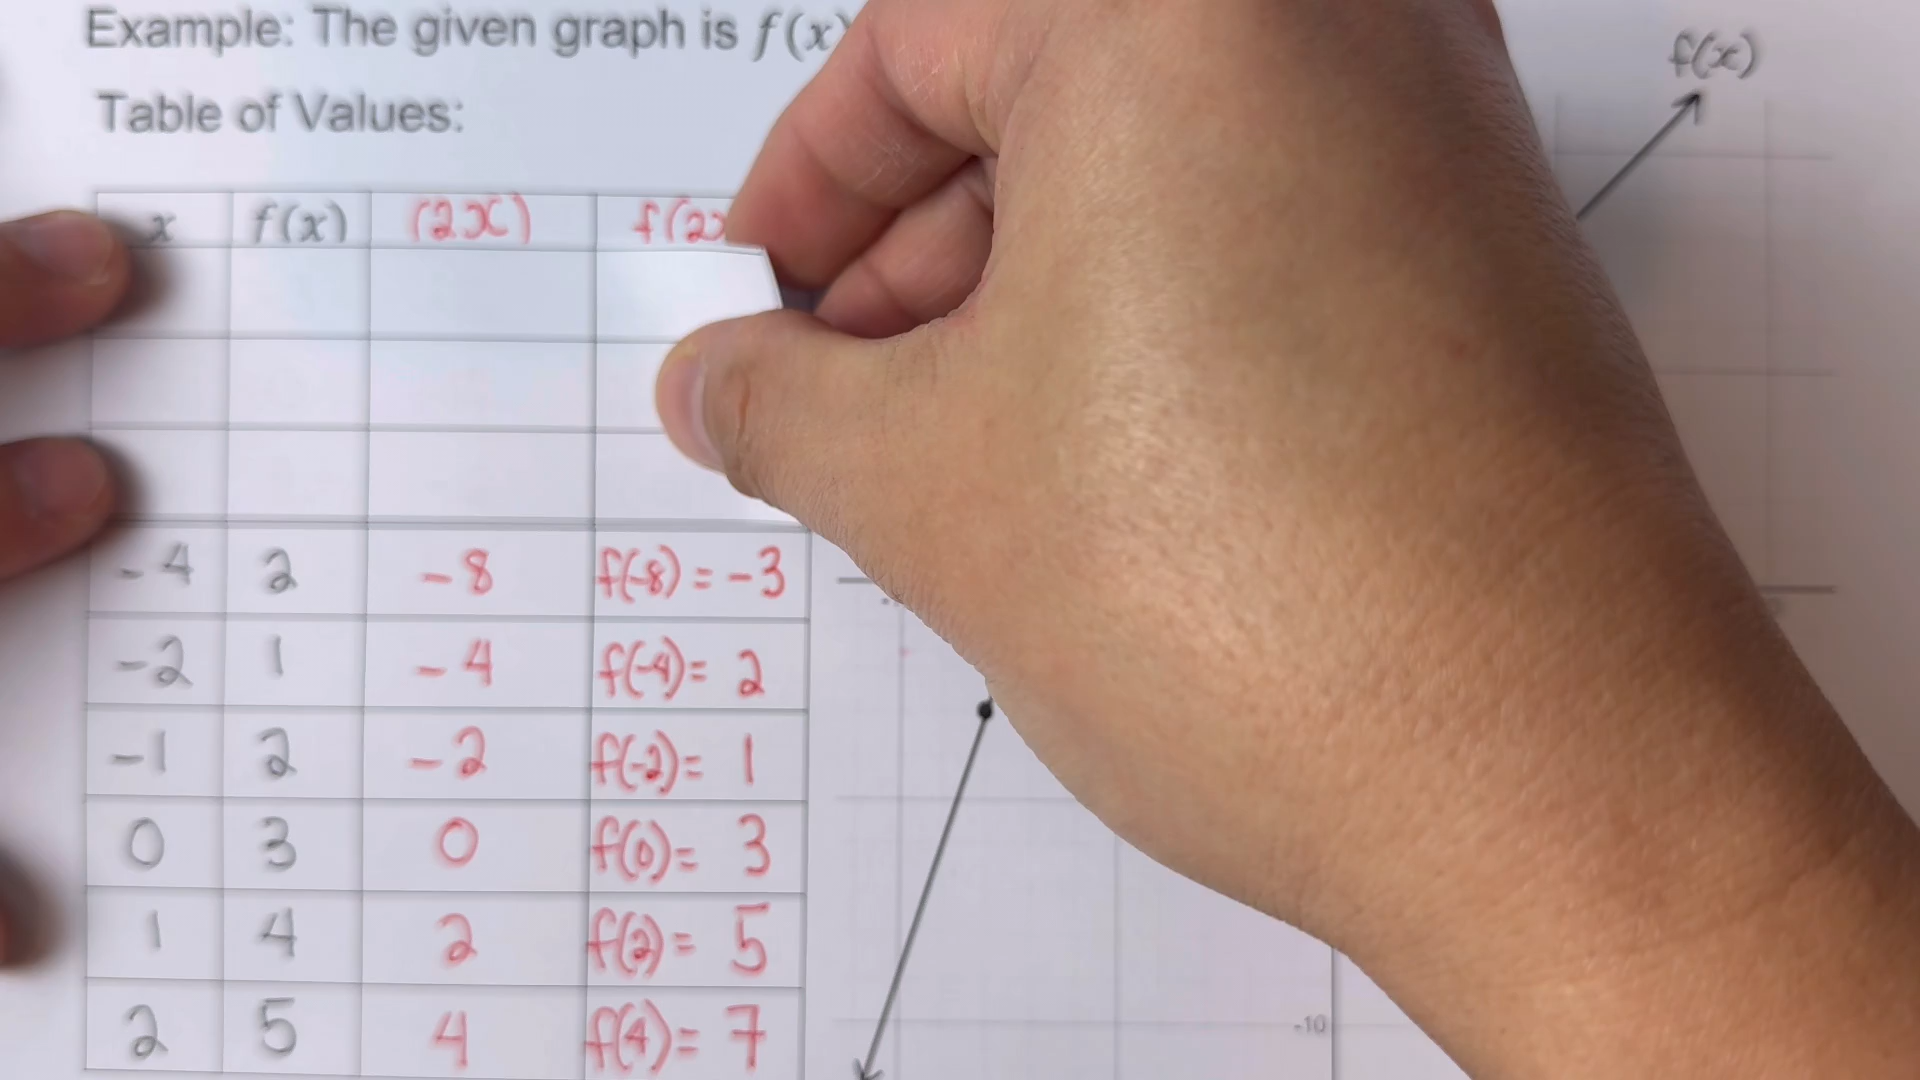 Example: The given graph is f(x)
Table of Values:
x f(x) (2x) f(2x
-4 2 -8 f(-8) = -3
-2 1 -4 f(-4) = 2
-1 2 -2 f(-2) = 1
0 3 0 f(0) = 3
1 4 2 f(2) = 5
2 5 4 f(4) = 7
f(x)
-10